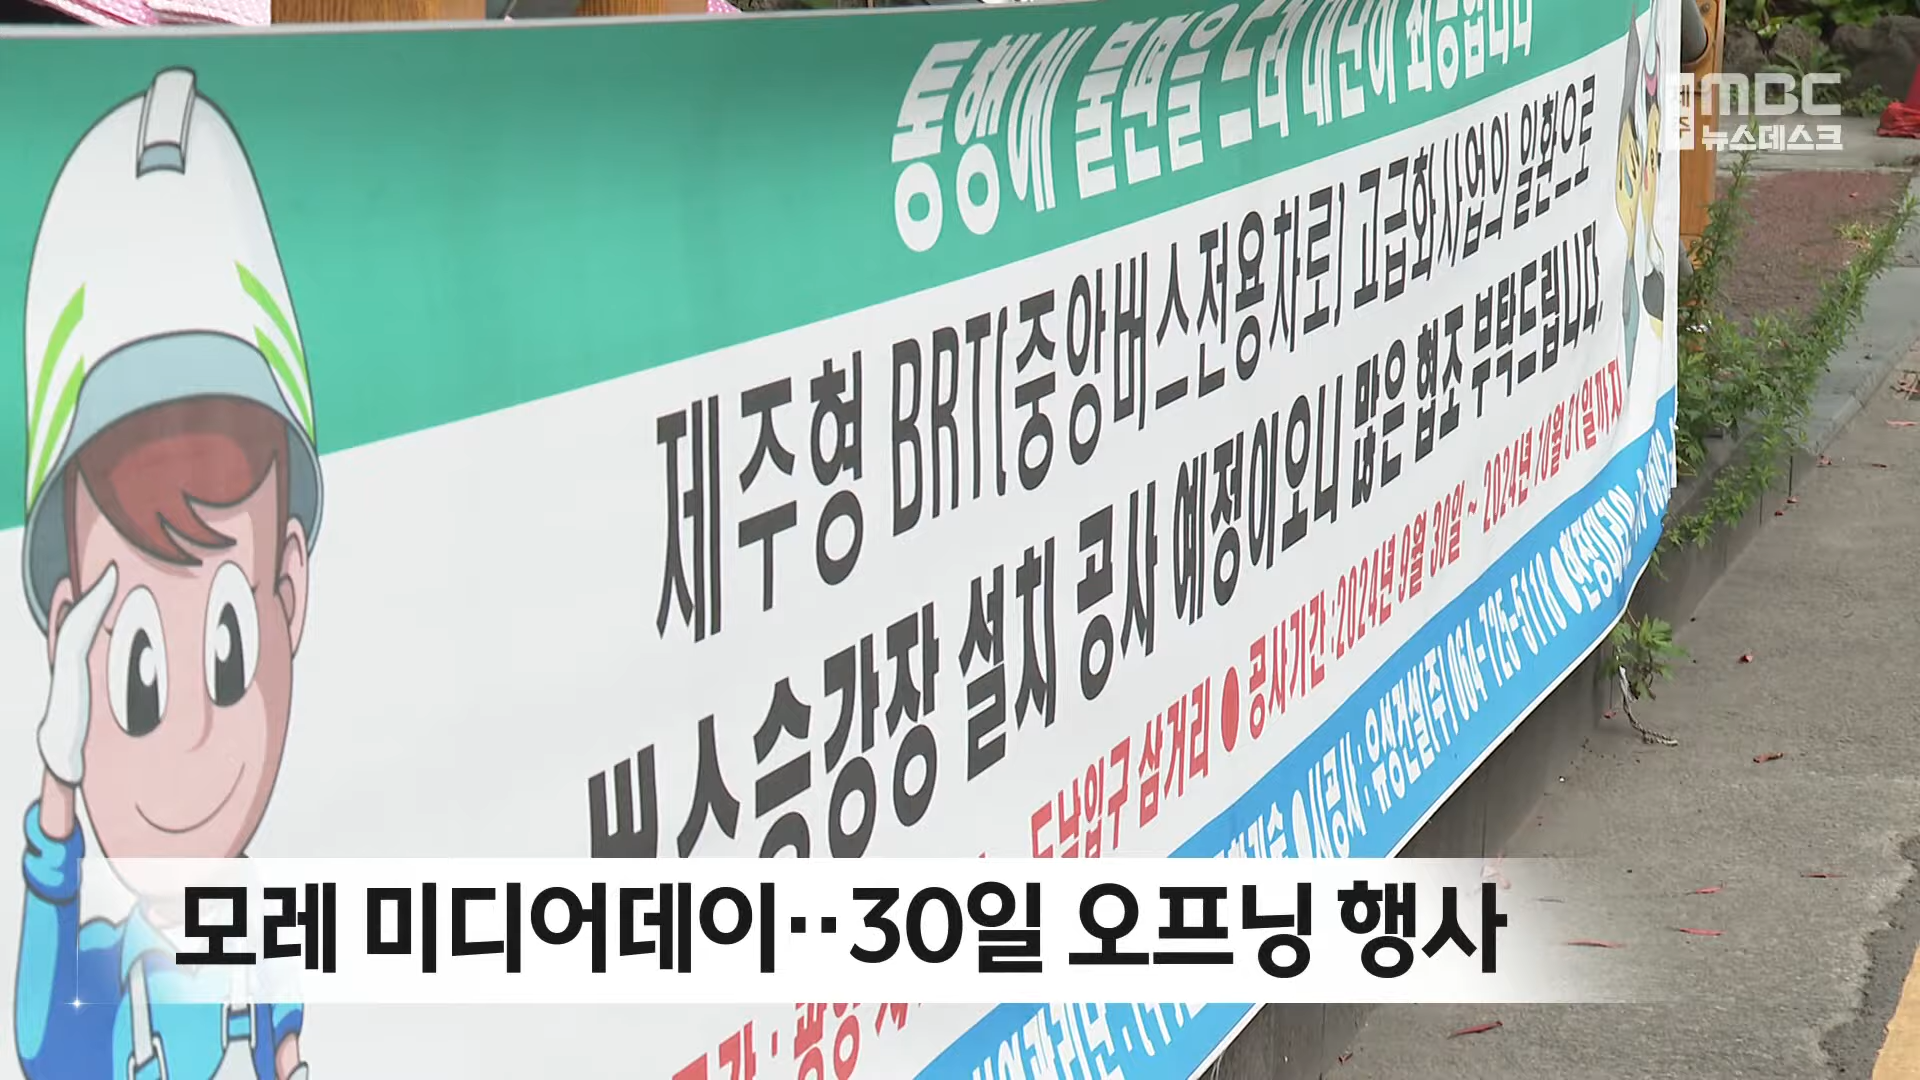 통행에 불편을 드려 대단히 죄송합니다
제주 MBC
뉴스데스크
제주형 BRT(중앙버스전용차로) 고급화사업의 일환으로
버스승강장 설치 공사 예정이오니 많은 협조 부탁드립니다.
도남입구 삼거리 ● 공사기간 : 2024년 9월 30일 ~ 2024년 10월 31일까지
● 시공사 : 유성건설(주) 064-725-5118 ●
모레 미디어데이‥30일 오프닝 행사